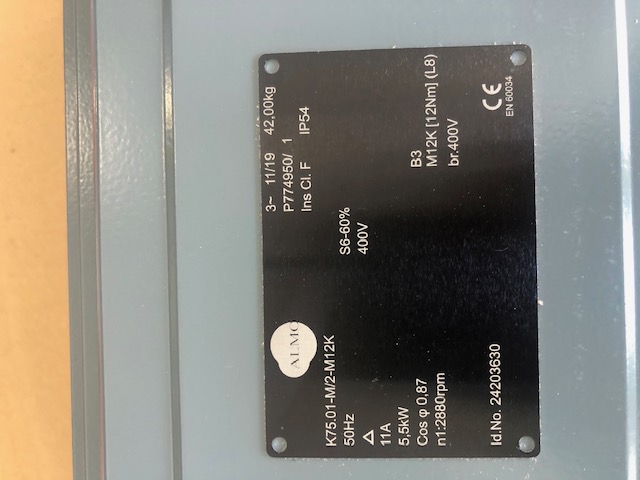 ALMO
3~ 11/19 42,00kg
K75.01-M/2-M12K P774950/ 1
50Hz Ins Cl. F IP54
△ S6-60%
11A 400V
5,5kW
Cos φ 0,87 B3
n1:2880rpm M12K [12Nm] (L8)
br.400V
Id.No. 24203630 CE
EN 60034